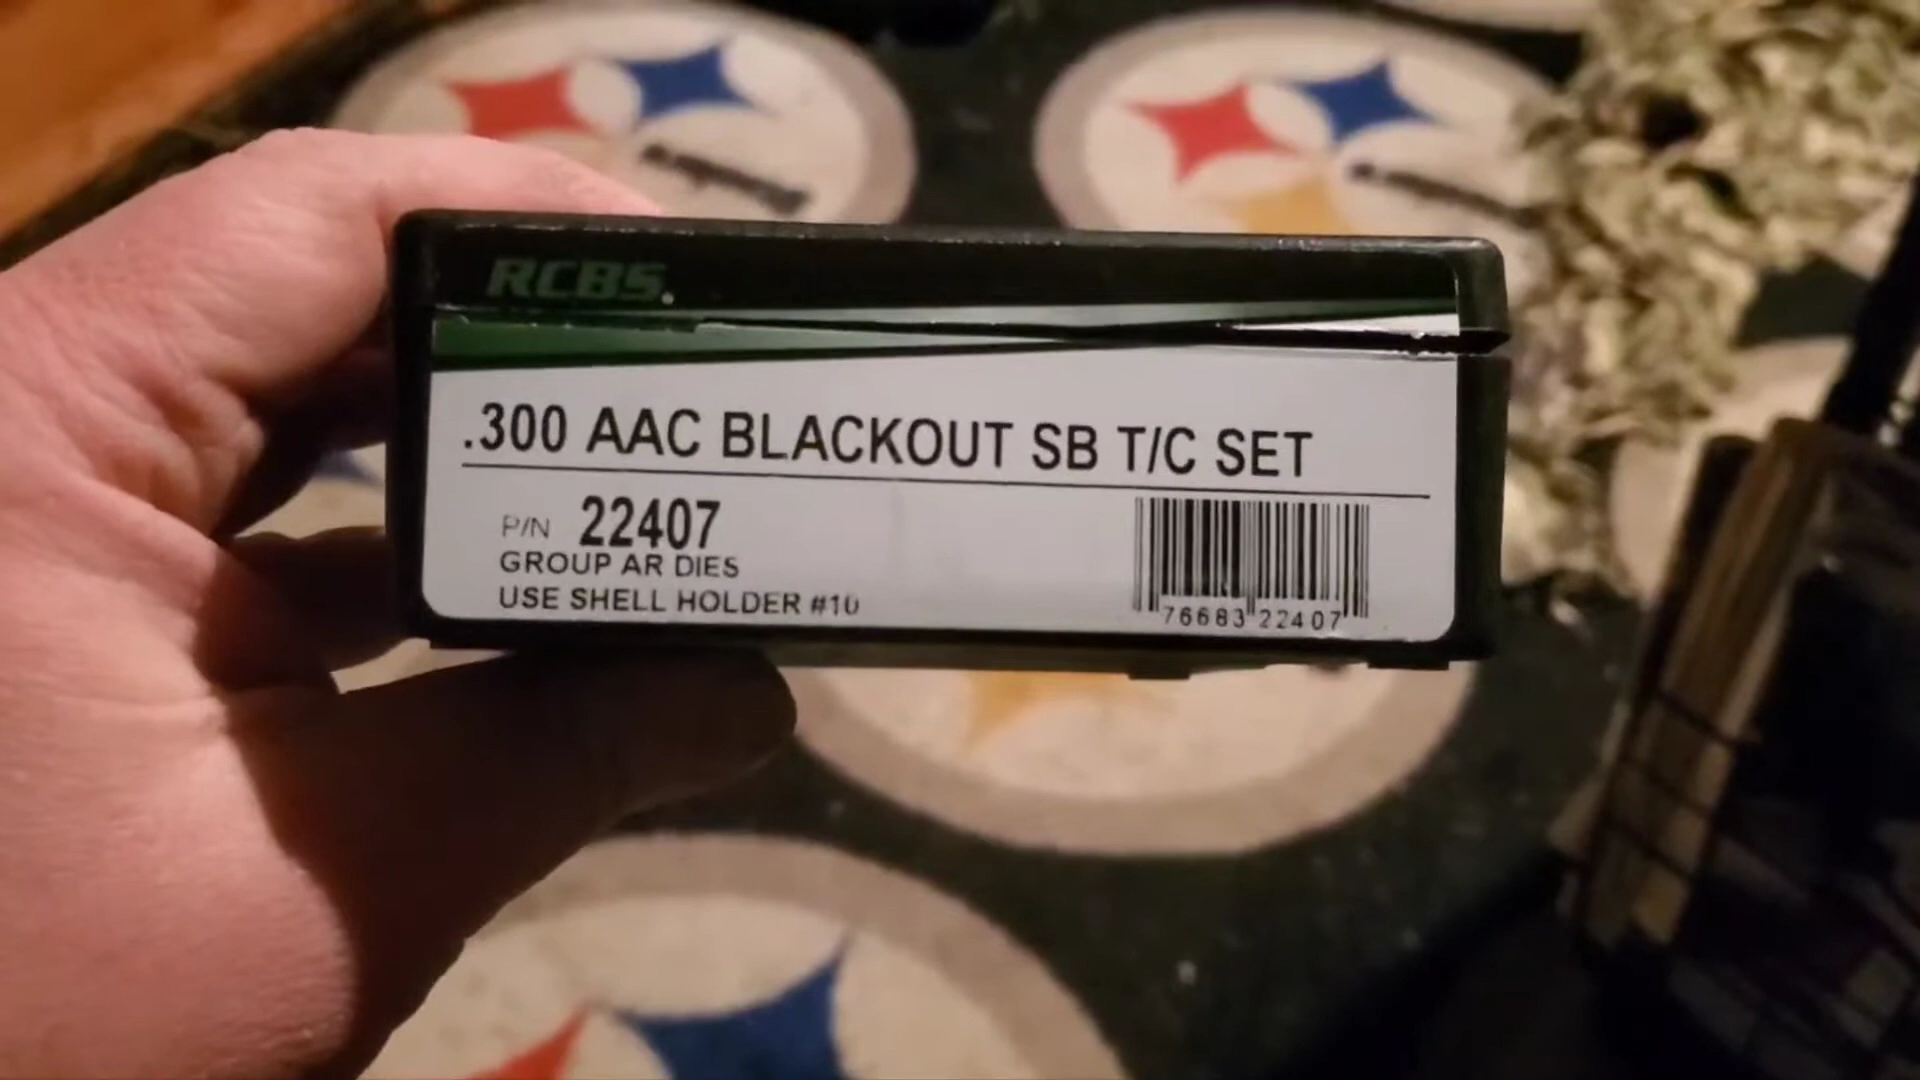 RCBS.
.300 AAC BLACKOUT SB T/C SET
P/N 22407
GROUP AR DIES
USE SHELL HOLDER #10
76683 22407